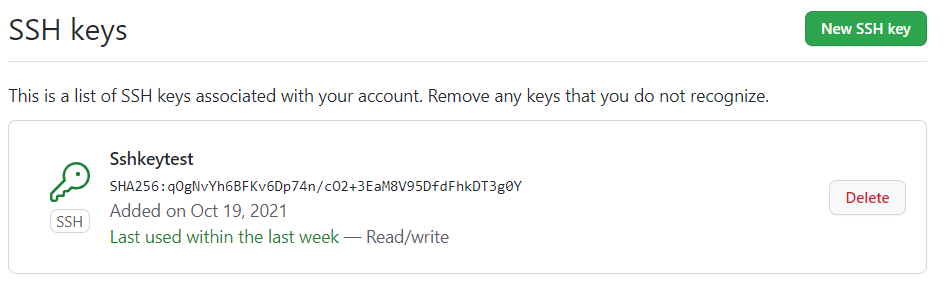 SSH keys
New SSH key
This is a list of SSH keys associated with your account. Remove any keys that you do not recognize.
Sshkeytest
SHA256:qOgNvYh6BFKv6Dp74n/cO2+3EaM8V95DfdFhkDT3g0Y
Added on Oct 19, 2021
SSH
Last used within the last week — Read/write
Delete